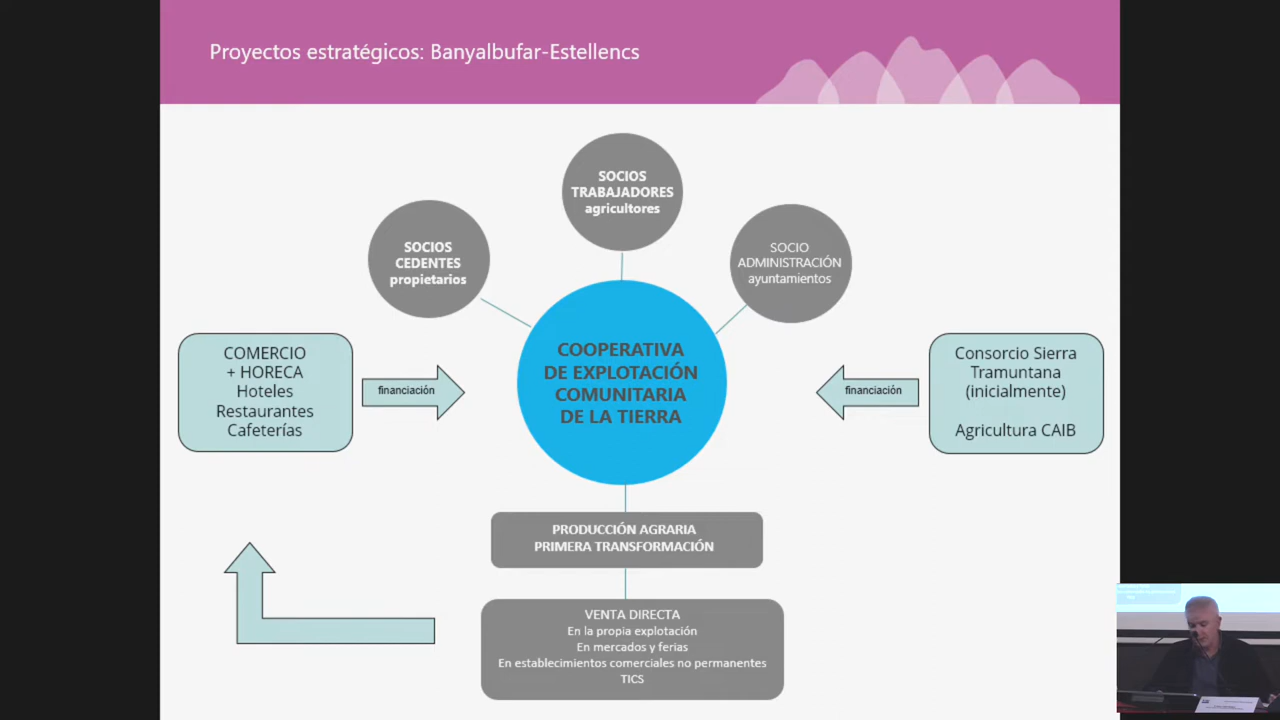 Proyectos estratégicos: Banyalbufar-Estellencs
SOCIOS
TRABAJADORES
agricultores
SOCIOS
CEDENTES
propietarios
SOCIO
ADMINISTRACIÓN
ayuntamientos
COOPERATIVA
DE EXPLOTACIÓN
COMUNITARIA
DE LA TIERRA
COMERCIO
+ HORECA
Hoteles
Restaurantes
Cafeterías
financiación
financiación
Consorcio Sierra
Tramuntana
(inicialmente)
Agricultura CAIB
PRODUCCIÓN AGRARIA
PRIMERA TRANSFORMACIÓN
VENTA DIRECTA
En la propia explotación
En mercados y ferias
En establecimientos comerciales no permanentes
TICS